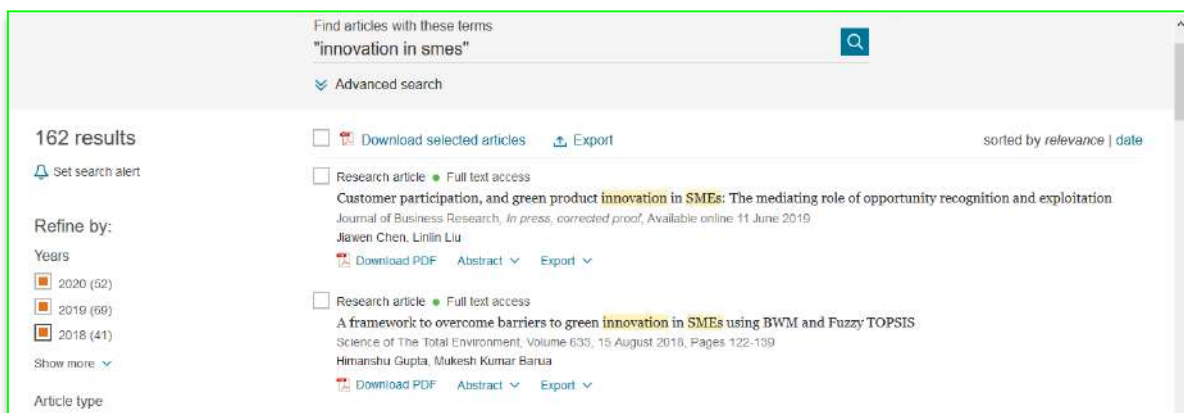 Find articles with these terms
"innovation in smes"
Advanced search
162 results
Set search alert
Refine by:
Years
2020 (52)
2019 (69)
2018 (41)
Show more
Article type
Download selected articles
Export
sorted by relevance | date
Research article Full text access
Customer participation, and green product innovation in SMEs: The mediating role of opportunity recognition and exploitation
Journal of Business Research, In press, corrected proof, Available online 11 June 2019
Jiawen Chen, Linlin Liu
Download PDF Abstract Export
Research article Full text access
A framework to overcome barriers to green innovation in SMEs using BWM and Fuzzy TOPSIS
Science of The Total Environment, Volume 633, 15 August 2018, Pages 122-139
Himanshu Gupta, Mukesh Kumar Barua
Download PDF Abstract Export